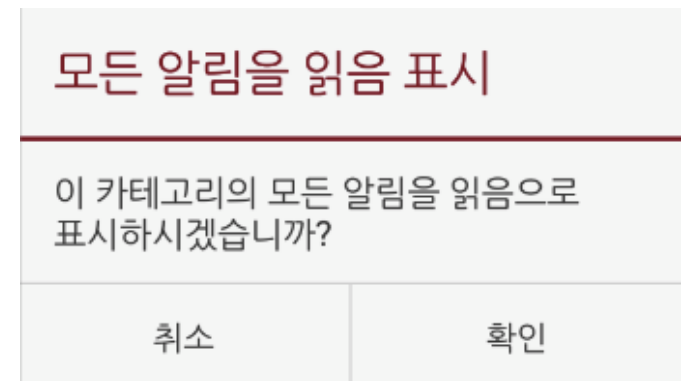 모든 알림을 읽음 표시
이 카테고리의 모든 알림을 읽음으로
표시하시겠습니까?
취소
확인